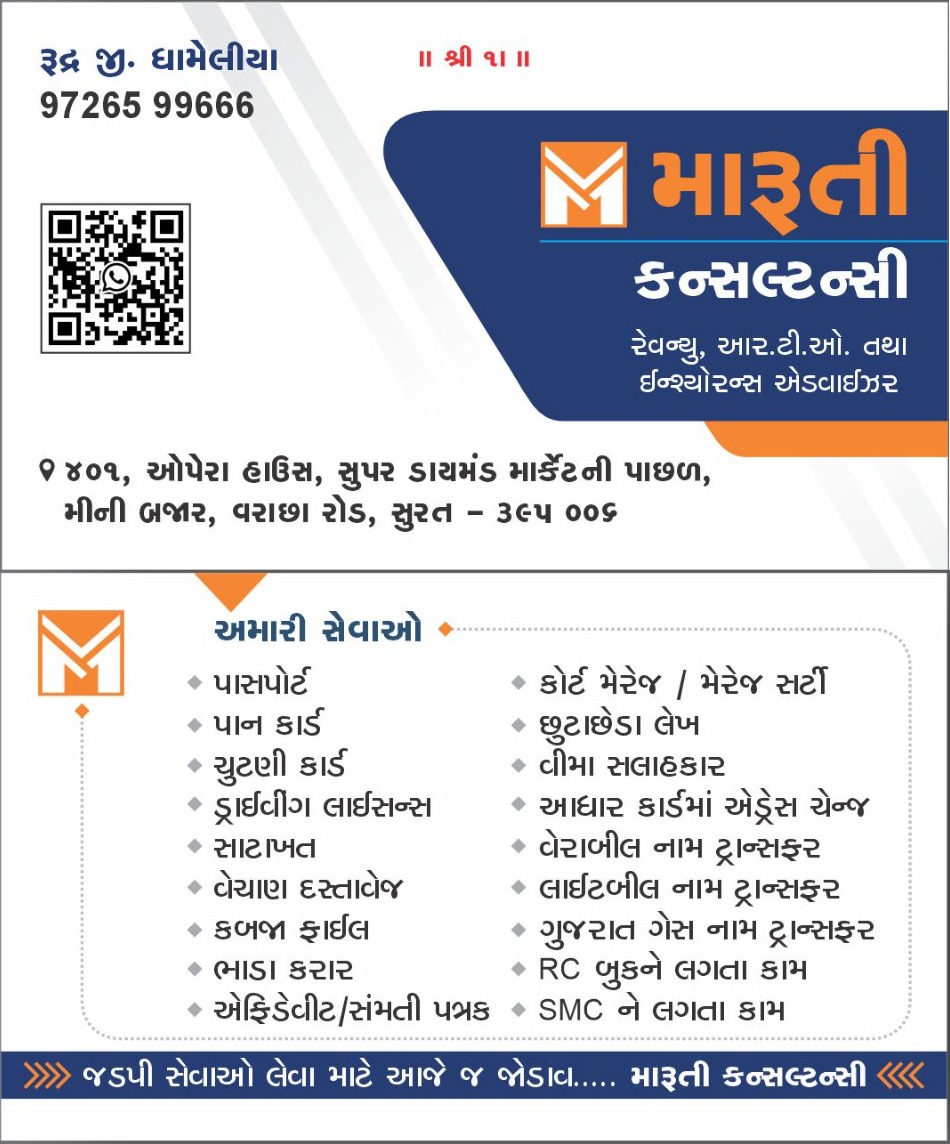 રૂદ્ર જી. ધામેલીયા
97265 99666
॥ શ્રી ૧। ॥
મારૂતી
કન્સલ્ટન્સી
રેવન્યુ, આર.ટી.ઓ. તથા
ઈન્શ્યોરન્સ એડવાઈઝર
૪૦૧, ઓપેરા હાઉસ, સુપર ડાયમંડ માર્કેટની પાછળ,
મીની બજાર, વરાછા રોડ, સુરત – ૩૯૫ ૦૦૬
અમારી સેવાઓ
પાસપોર્ટ
પાન કાર્ડ
ચુટણી કાર્ડ
ડ્રાઈવીંગ લાઈસન્સ
સાટાખત
વેચાણ દસ્તાવેજ
કબજા ફાઈલ
ભાડા કરાર
એફિડેવીટ/સંમતી પત્રક
કોર્ટ મેરેજ / મેરેજ સર્ટી
છુટાછેડા લેખ
વીમા સલાહકાર
આધાર કાર્ડમાં એડ્રેસ ચેન્જ
વેરાબીલ નામ ટ્રાન્સફર
લાઈટબીલ નામ ટ્રાન્સફર
ગુજરાત ગેસ નામ ટ્રાન્સફર
RC બુકને લગતા કામ
SMC ને લગતા કામ
જડપી સેવાઓ લેવા માટે આજે જ જોડાવ..... મારૂતી કન્સલ્ટન્સી